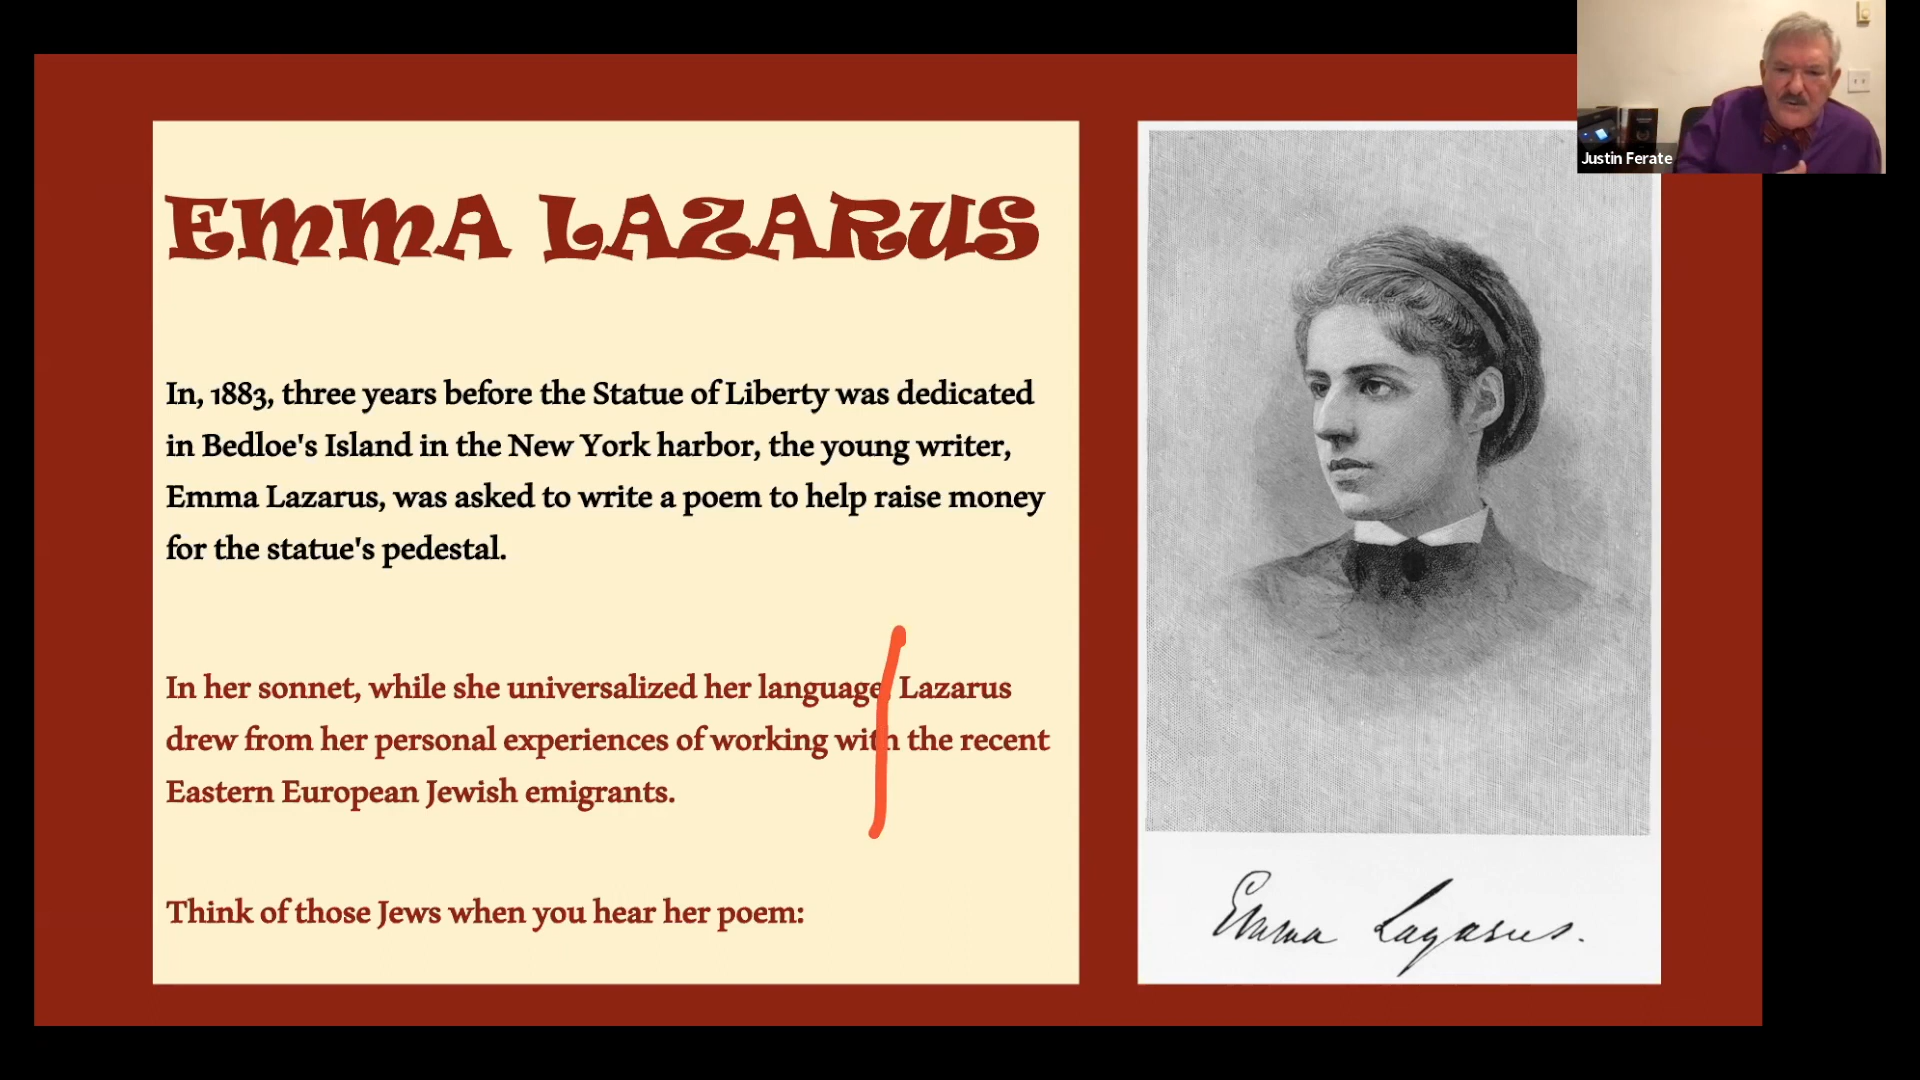 Justin Ferate
EMMA LAZARUS
In, 1883, three years before the Statue of Liberty was dedicated
in Bedloe's Island in the New York harbor, the young writer,
Emma Lazarus, was asked to write a poem to help raise money
for the statue's pedestal.
In her sonnet, while she universalized her language, Lazarus
drew from her personal experiences of working with the recent
Eastern European Jewish emigrants.
Think of those Jews when you hear her poem:
Emma Lazarus.